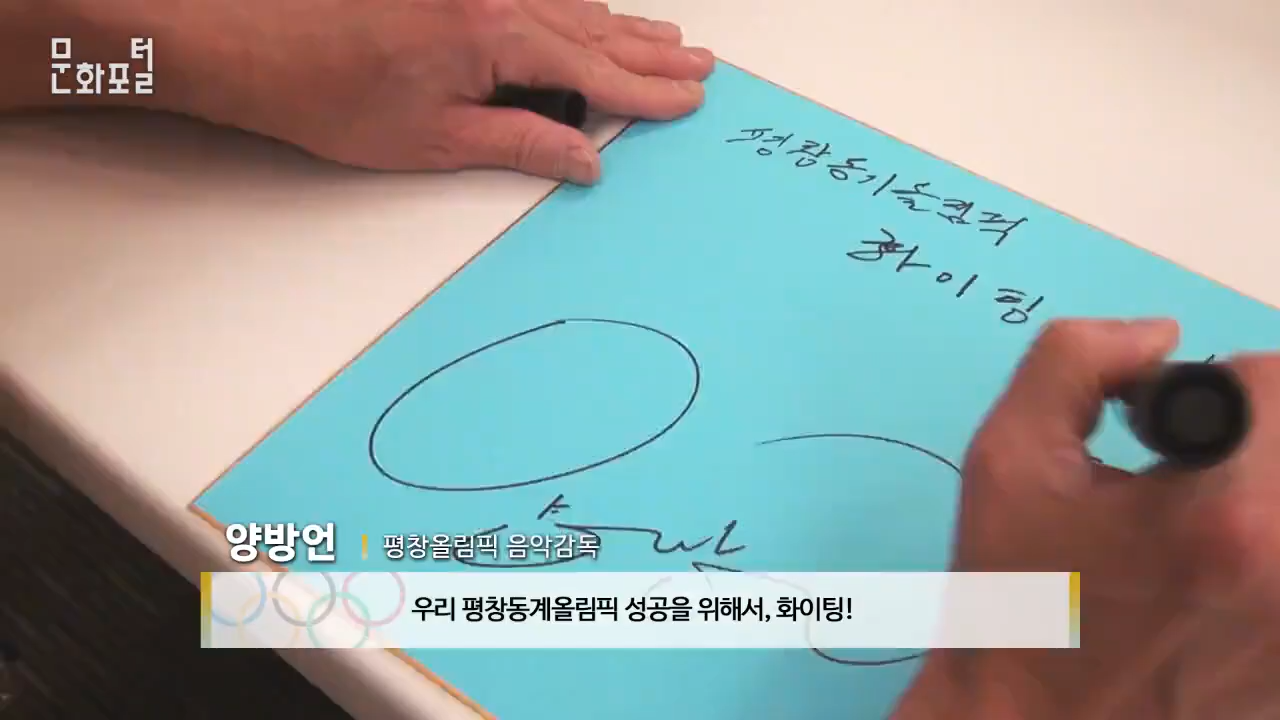 문화포털
평창동계올림픽
화이팅
양방언
평창올림픽 음악감독
우리 평창동계올림픽 성공을 위해서, 화이팅!